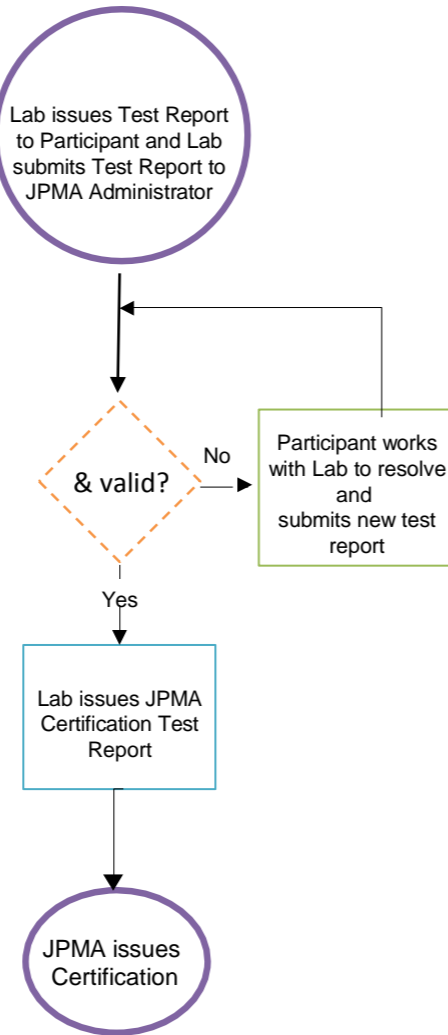 Lab issues Test Report
to Participant and Lab
submits Test Report to
JPMA Administrator
& valid?
No
Participant works
with Lab to resolve
and
submits new test
report
Yes
Lab issues JPMA
Certification Test
Report
JPMA issues
Certification